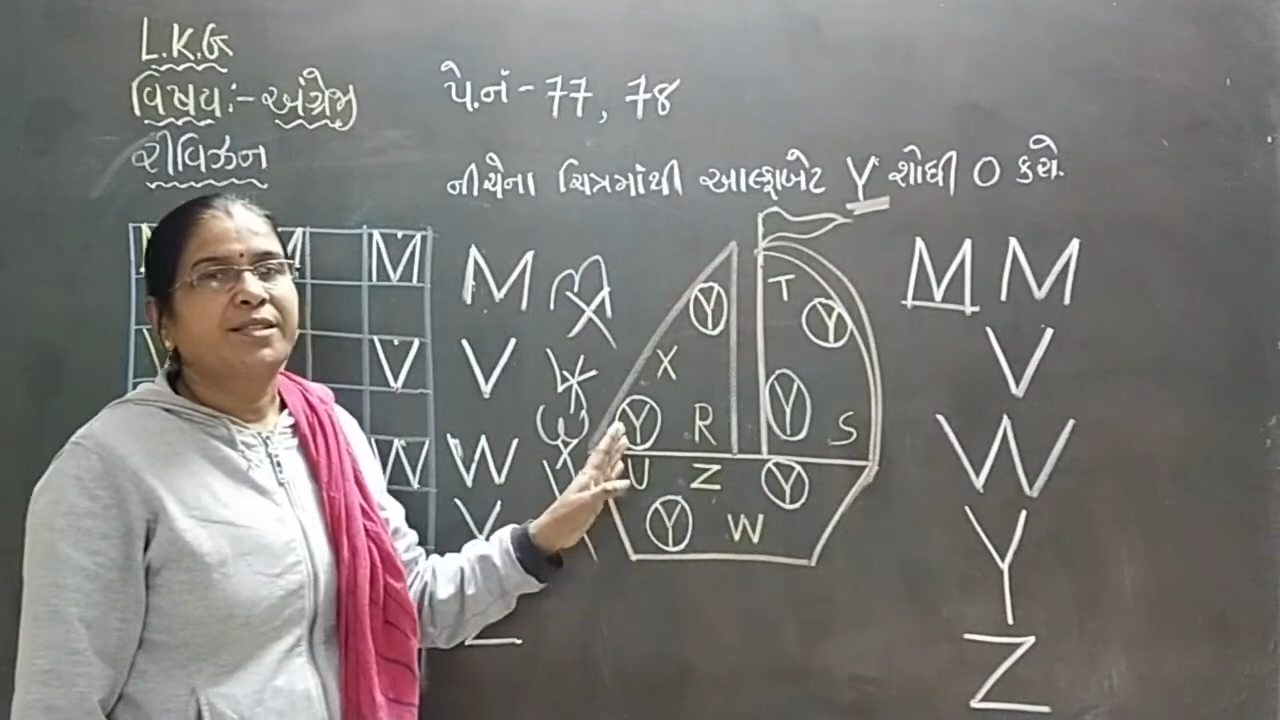 L.K.G
વિષય:- અંગ્રેજી
રીવિઝન
પે.નં - 77, 78
નીચેના ચિત્રમાંથી આલ્ફાબેટ Y શોધી O કરો.
M M
V V
W W
M
V
W
Y
Y T
Y
X
Y R Y S
U Z Y
Y W
M M
V
W
Y
Z